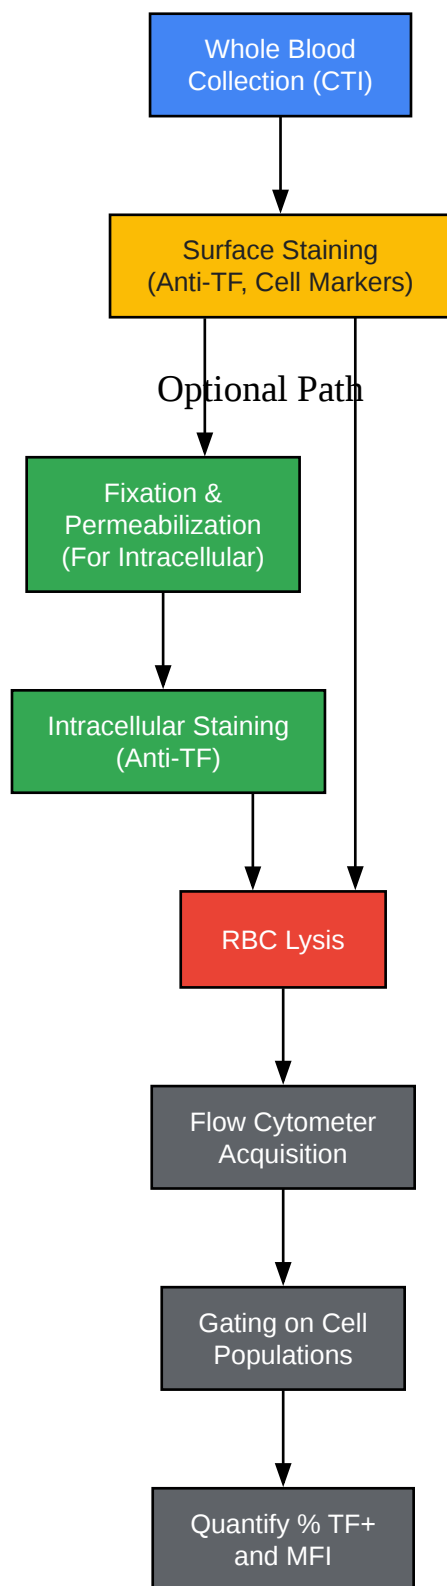 Whole Blood
Collection (CTI)
Surface Staining
(Anti-TF, Cell Markers)
Optional Path
Fixation &
Permeabilization
(For Intracellular)
Intracellular Staining
(Anti-TF)
RBC Lysis
Flow Cytometer
Acquisition
Gating on Cell
Populations
Quantify % TF+
and MFI